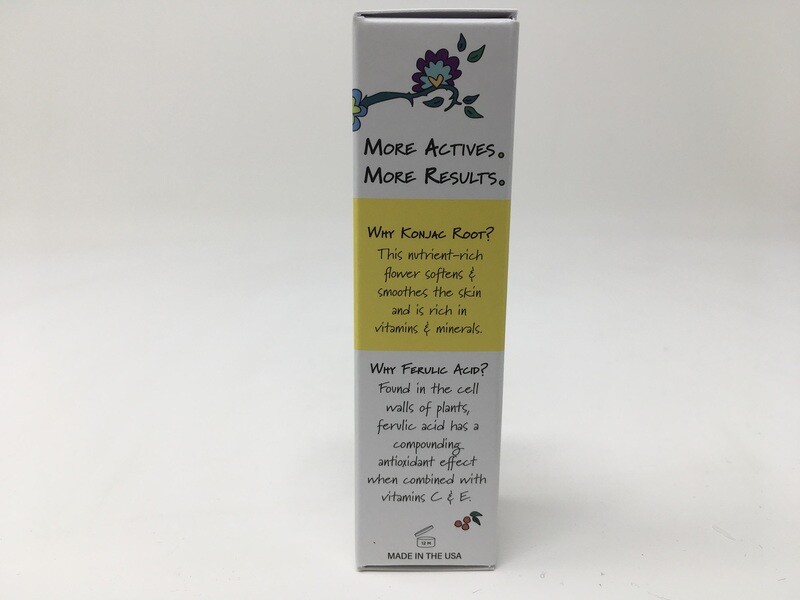 MORE ACTIVES.
MORE RESULTS.
WHY KONJAC ROOT?
This nutrient-rich
flower softens &
smoothes the skin
and is rich in
vitamins & minerals.
WHY FERULIC ACID?
Found in the cell
walls of plants,
ferulic acid has a
compounding
antioxidant effect
when combined with
vitamins C & E.
12 M
MADE IN THE USA